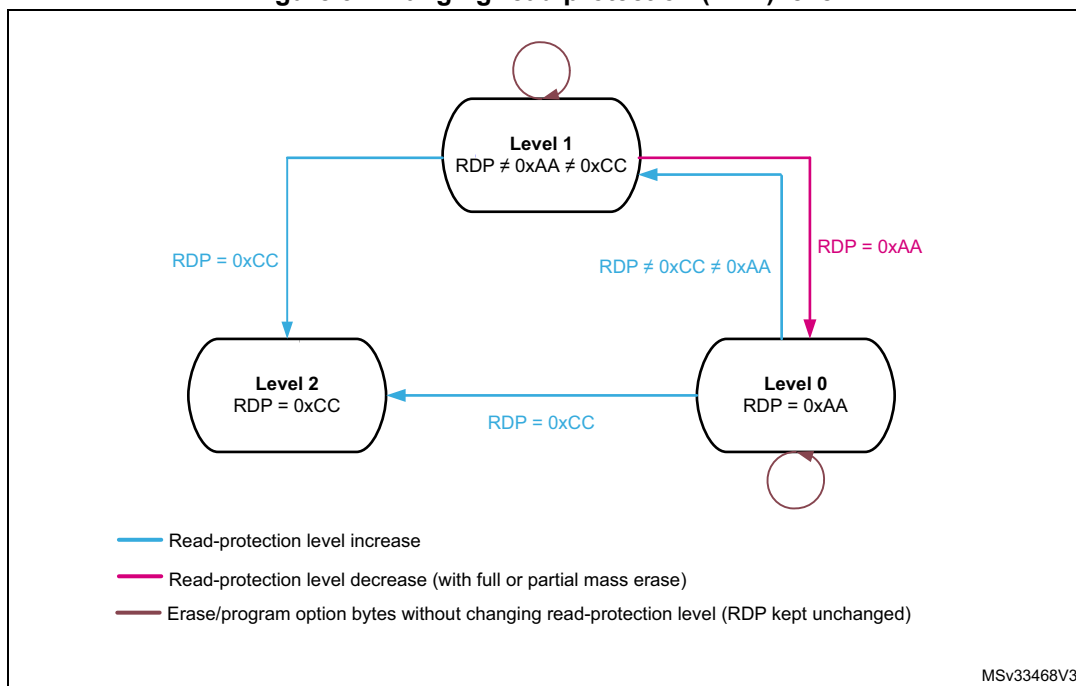 Level 1
RDP ≠ 0xAA ≠ 0xCC
RDP = 0xCC
RDP ≠ 0xCC ≠ 0xAA
RDP = 0xAA
Level 2
RDP = 0xCC
Level 0
RDP = 0xAA
RDP = 0xCC
Read-protection level increase
Read-protection level decrease (with full or partial mass erase)
Erase/program option bytes without changing read-protection level (RDP kept unchanged)
MSv33468V3